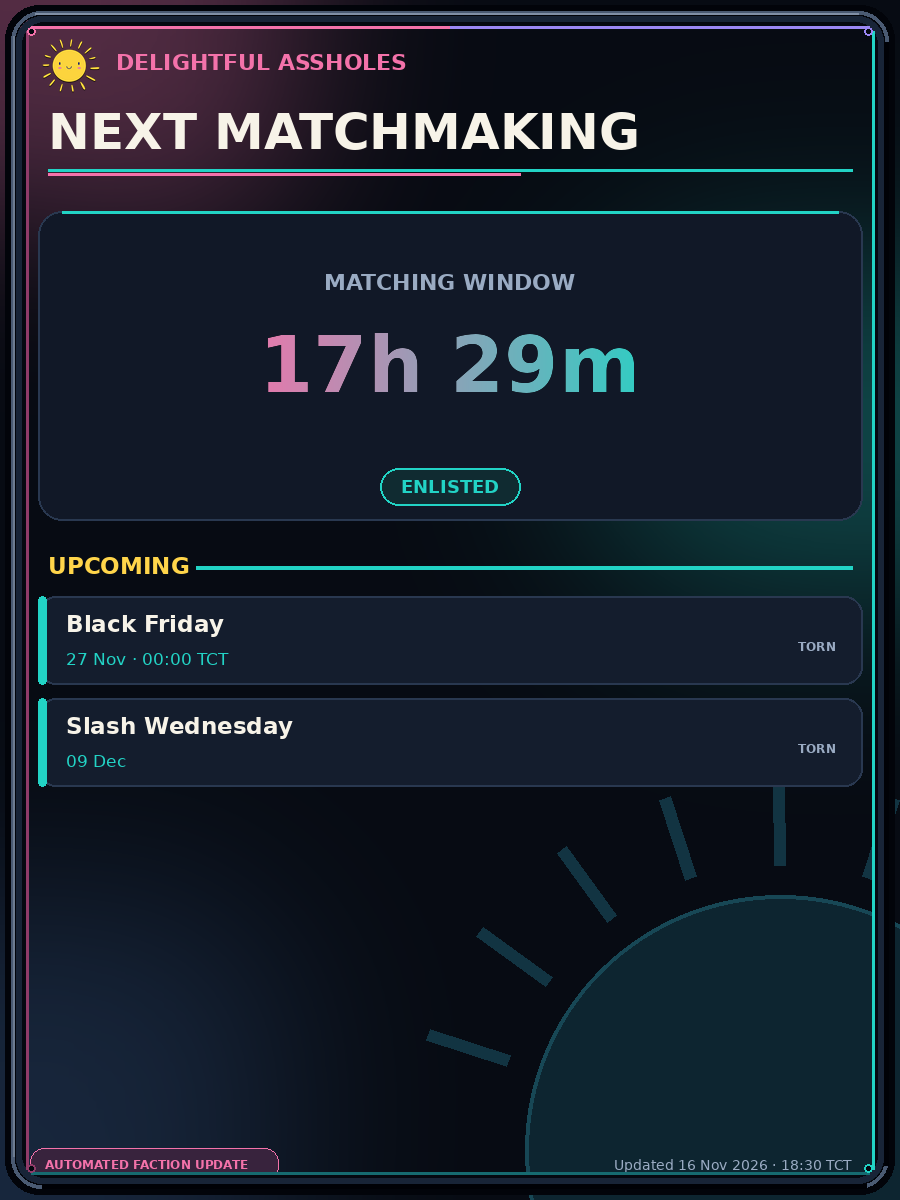 DELIGHTFUL ASSHOLES
NEXT MATCHMAKING
MATCHING WINDOW
17h 29m
ENLISTED
UPCOMING
Black Friday
27 Nov · 00:00 TCT
TORN
Slash Wednesday
09 Dec
TORN
AUTOMATED FACTION UPDATE
Updated 16 Nov 2026 · 18:30 TCT